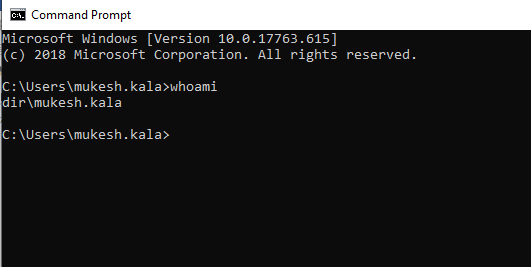 Command Prompt
Microsoft Windows [Version 10.0.17763.615]
(c) 2018 Microsoft Corporation. All rights reserved.
C:\Users\mukesh.kala>whoami
dir\mukesh.kala
C:\Users\mukesh.kala>